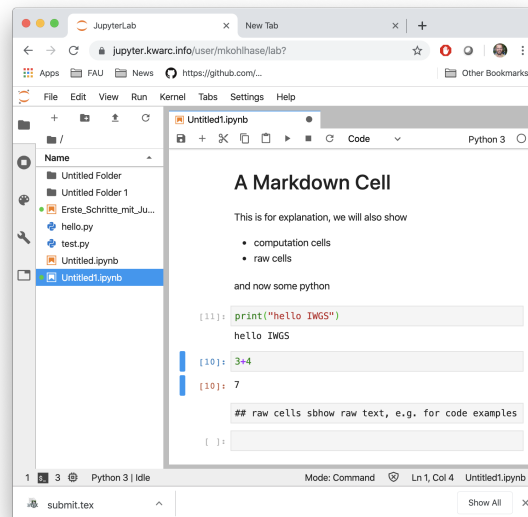 JupyterLab
New Tab
jupyter.kwarc.info/user/mkohlhase/lab?
Apps FAU News https://github.com/... Other Bookmarks
File Edit View Run Kernel Tabs Settings Help
Untitled1.ipynb
Code Python 3
/
Name
Untitled Folder
Untitled Folder 1
Erste_Schritte_mit_Ju...
hello.py
test.py
Untitled.ipynb
Untitled1.ipynb
A Markdown Cell
This is for explanation, we will also show
• computation cells
• raw cells
and now some python
[11]: print("hello IWGS")
hello IWGS
[10]: 3+4
[10]: 7
## raw cells sbhow raw text, e.g. for code examples
[ ]:
1 3 Python 3 | Idle Mode: Command Ln 1, Col 4 Untitled1.ipynb
submit.tex Show All